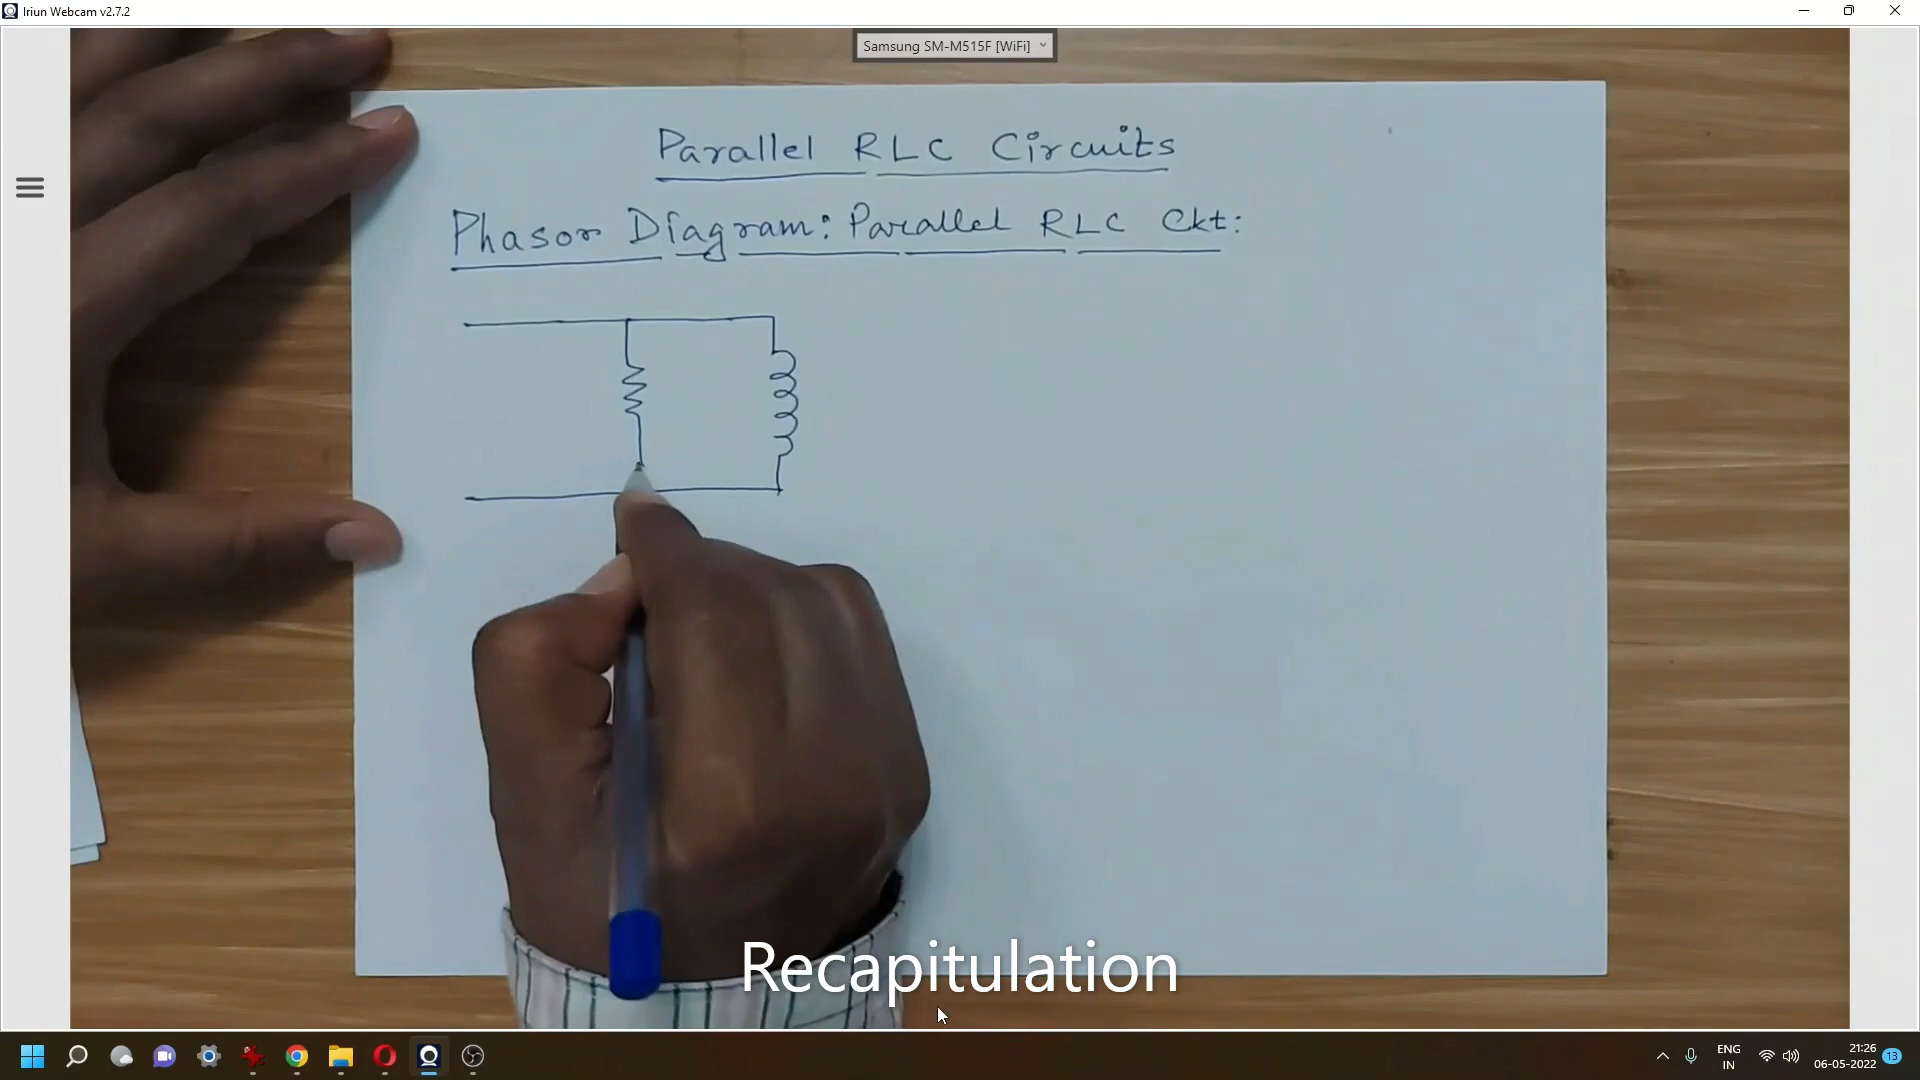 Iriun Webcam v2.7.2
Samsung SM-M515F [WiFi]
Parallel RLC Circuits
Phasor Diagram: Parallel RLC Ckt:
Recapitulation
ENG
IN
21:26
06-05-2022
13